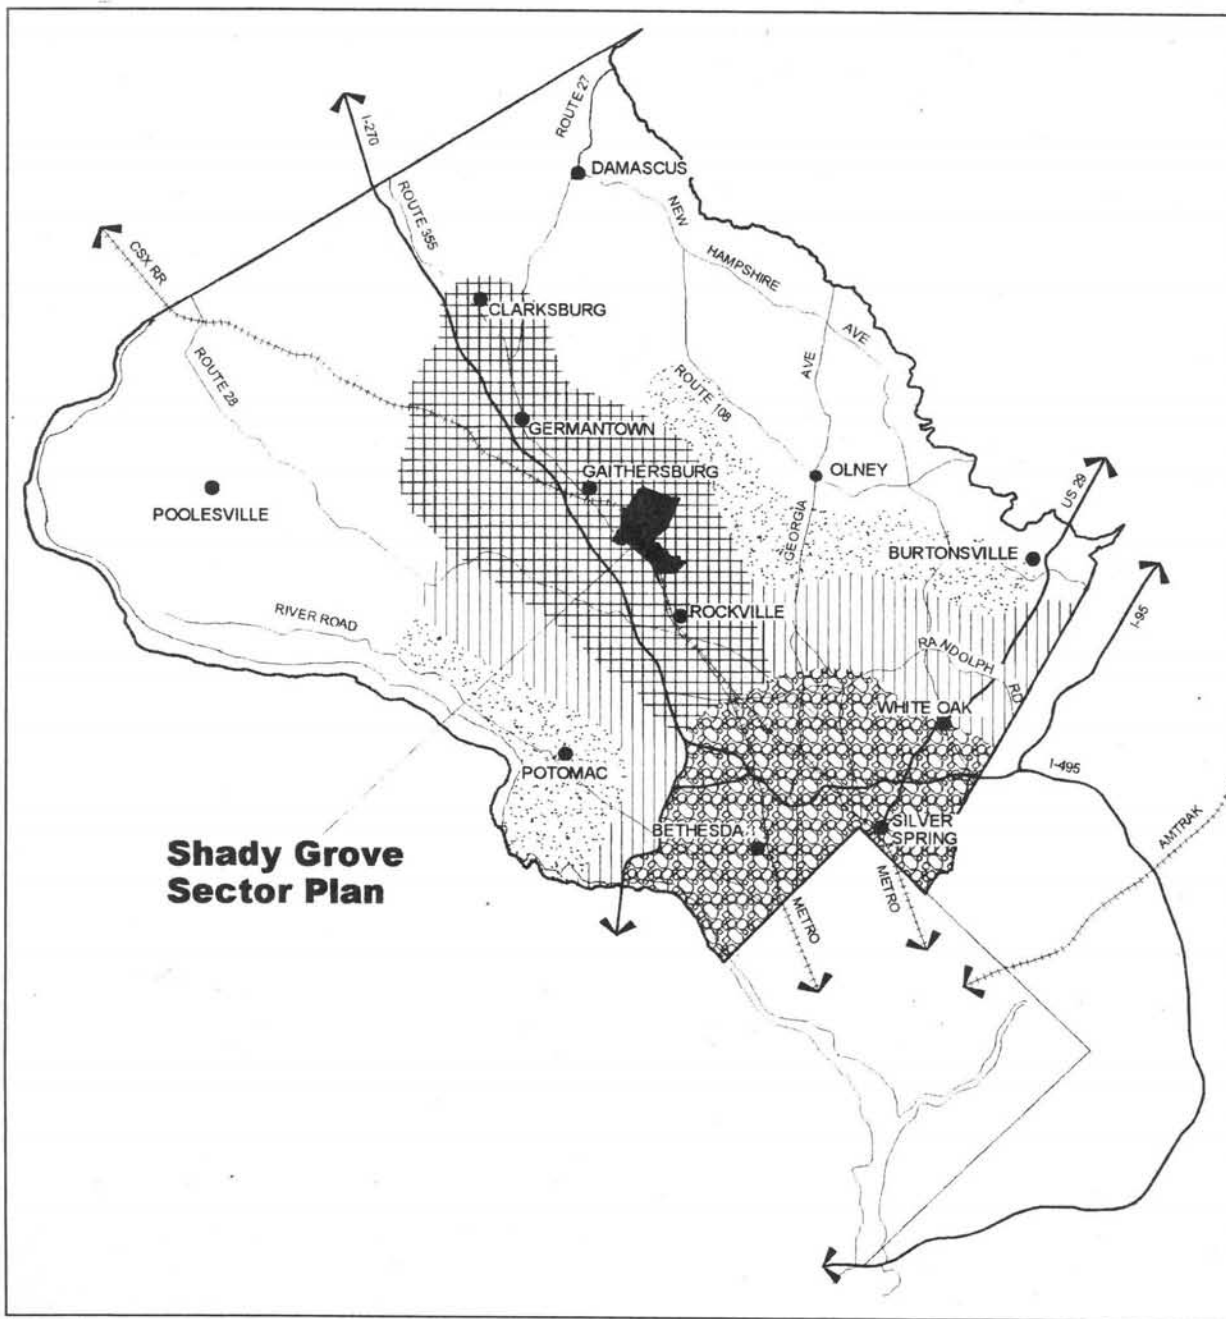 ROUTE 27
I-270
DAMASCUS
ROUTE 355
NEW
HAMPSHIRE
AVE
CSX RR
CLARKSBURG
AVE
ROUTE 28
ROUTE 108
GERMANTOWN
GAITHERSBURG
OLNEY
US 29
POOLESVILLE
GEORGIA
BURTONSVILLE
I-95
RIVER ROAD
ROCKVILLE
RANDOLPH
RD
WHITE OAK
POTOMAC
I-495
BETHESDA
SILVER
SPRING
AMTRAK
Shady Grove
Sector Plan
METRO
METRO